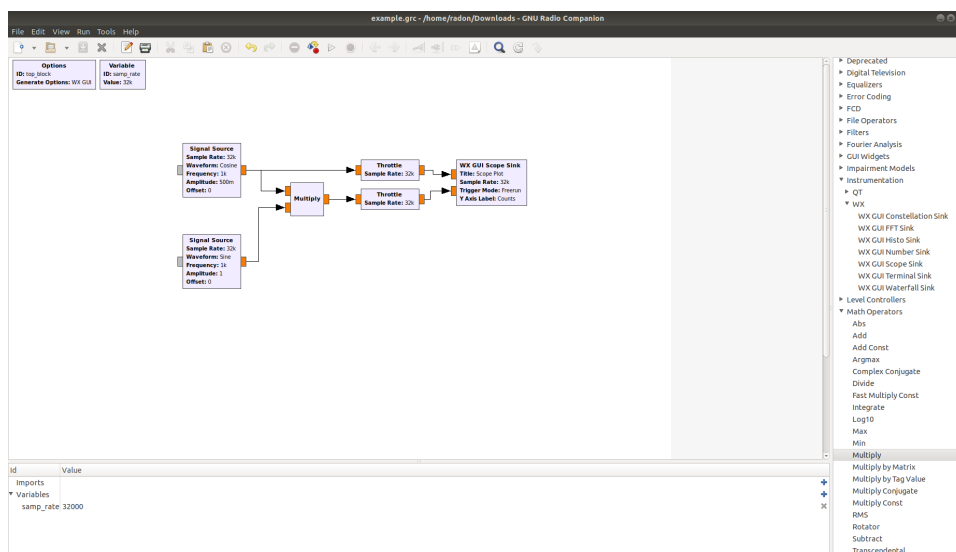 example.grc - /home/radon/Downloads - GNU Radio Companion
File Edit View Run Tools Help
Options
ID: top_block
Generate Options: WX GUI
Variable
ID: samp_rate
Value: 32k
Signal Source
Sample Rate: 32k
Waveform: Cosine
Frequency: 1k
Amplitude: 500m
Offset: 0
Multiply
Throttle
Sample Rate: 32k
Throttle
Sample Rate: 32k
WX GUI Scope Sink
Title: Scope Plot
Sample Rate: 32k
Trigger Mode: Freerun
Y Axis Label: Counts
Signal Source
Sample Rate: 32k
Waveform: Sine
Frequency: 1k
Amplitude: 1
Offset: 0
Deprecated
Digital Television
Equalizers
Error Coding
FCD
File Operators
Filters
Fourier Analysis
GUI Widgets
Impairment Models
Instrumentation
QT
WX
WX GUI Constellation Sink
WX GUI FFT Sink
WX GUI Histo Sink
WX GUI Number Sink
WX GUI Scope Sink
WX GUI Terminal Sink
WX GUI Waterfall Sink
Level Controllers
Math Operators
Abs
Add
Add Const
Argmax
Complex Conjugate
Divide
Fast Multiply Const
Integrate
Log10
Max
Min
Multiply
Multiply by Matrix
Multiply by Tag Value
Multiply Conjugate
Multiply Const
RMS
Rotator
Subtract
Transcendental
Id Value
Imports
Variables
samp_rate 32000